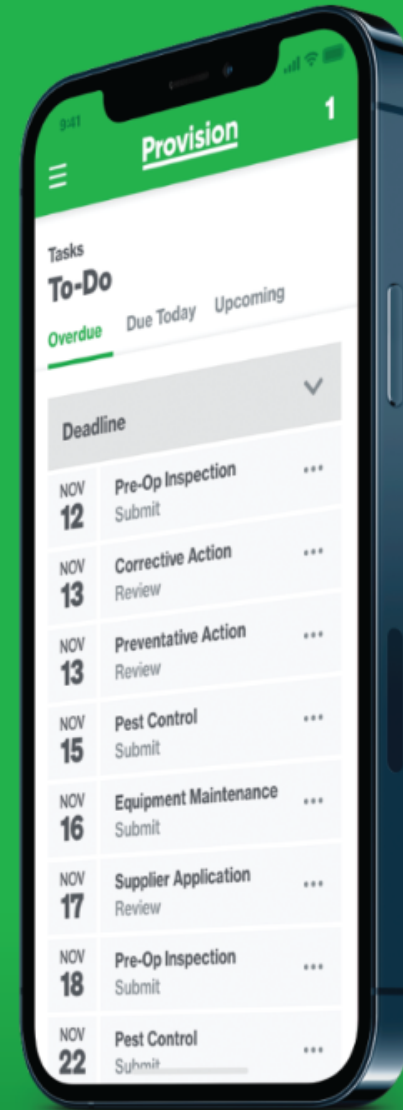 9:41
Provision
1
Tasks
To-Do
Overdue Due Today Upcoming
Deadline
NOV 12 Pre-Op Inspection
Submit
NOV 13 Corrective Action
Review
NOV 13 Preventative Action
Review
NOV 15 Pest Control
Submit
NOV 16 Equipment Maintenance
Submit
NOV 17 Supplier Application
Review
NOV 18 Pre-Op Inspection
Submit
NOV 22 Pest Control
Submit